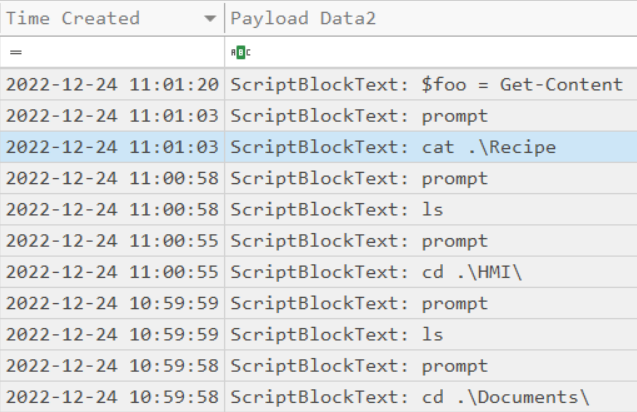 Time Created Payload Data2
= ABC
2022-12-24 11:01:20 ScriptBlockText: $foo = Get-Content
2022-12-24 11:01:03 ScriptBlockText: prompt
2022-12-24 11:01:03 ScriptBlockText: cat .\Recipe
2022-12-24 11:00:58 ScriptBlockText: prompt
2022-12-24 11:00:58 ScriptBlockText: ls
2022-12-24 11:00:55 ScriptBlockText: prompt
2022-12-24 11:00:55 ScriptBlockText: cd .\HMI\
2022-12-24 10:59:59 ScriptBlockText: prompt
2022-12-24 10:59:59 ScriptBlockText: ls
2022-12-24 10:59:58 ScriptBlockText: prompt
2022-12-24 10:59:58 ScriptBlockText: cd .\Documents\